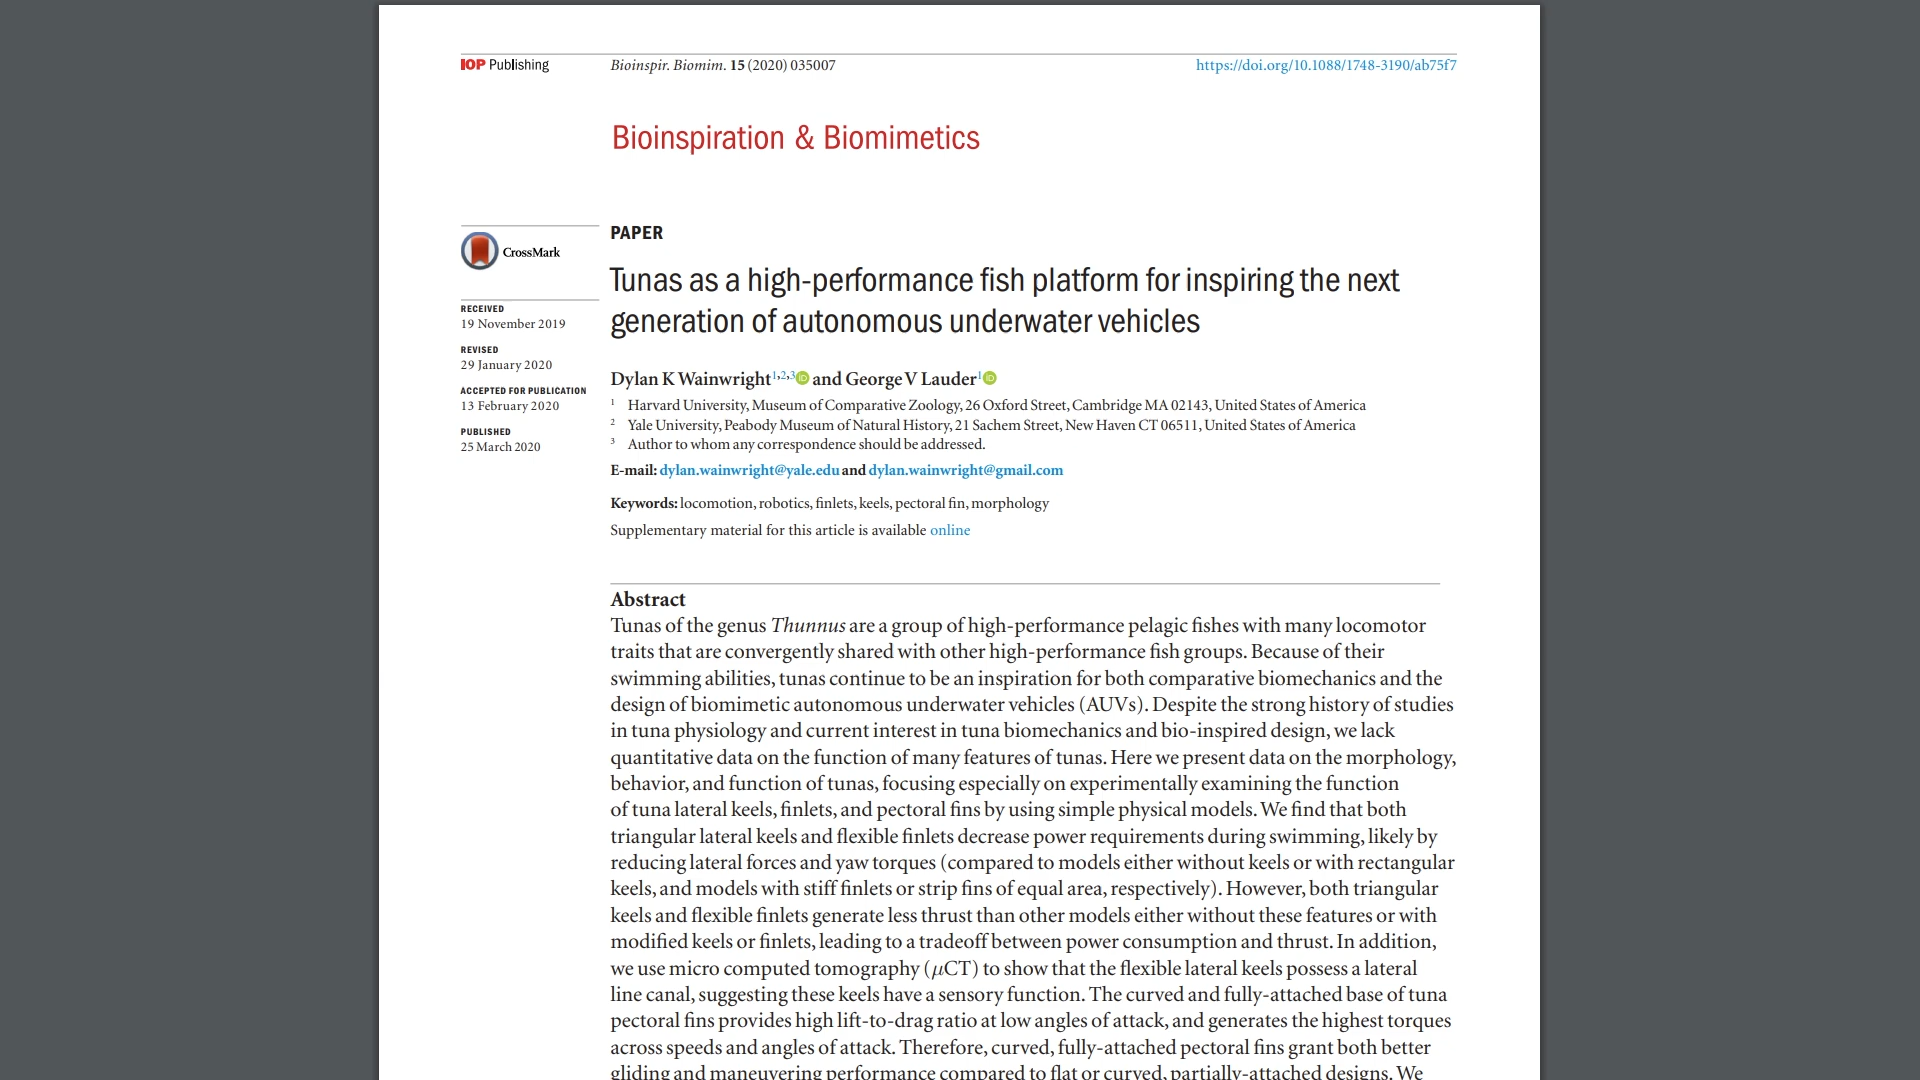 IOP Publishing
Bioinspir. Biomim. 15 (2020) 035007
https://doi.org/10.1088/1748-3190/ab75f7
Bioinspiration & Biomimetics
CrossMark
RECEIVED
19 November 2019
REVISED
29 January 2020
ACCEPTED FOR PUBLICATION
13 February 2020
PUBLISHED
25 March 2020
PAPER
Tunas as a high-performance fish platform for inspiring the next
generation of autonomous underwater vehicles
Dylan K Wainwright1,2,3 iD and George V Lauder1 iD
1 Harvard University, Museum of Comparative Zoology, 26 Oxford Street, Cambridge MA 02143, United States of America
2 Yale University, Peabody Museum of Natural History, 21 Sachem Street, New Haven CT 06511, United States of America
3 Author to whom any correspondence should be addressed.
E-mail: dylan.wainwright@yale.edu and dylan.wainwright@gmail.com
Keywords: locomotion, robotics, finlets, keels, pectoral fin, morphology
Supplementary material for this article is available online
Abstract
Tunas of the genus Thunnus are a group of high-performance pelagic fishes with many locomotor
traits that are convergently shared with other high-performance fish groups. Because of their
swimming abilities, tunas continue to be an inspiration for both comparative biomechanics and the
design of biomimetic autonomous underwater vehicles (AUVs). Despite the strong history of studies
in tuna physiology and current interest in tuna biomechanics and bio-inspired design, we lack
quantitative data on the function of many features of tunas. Here we present data on the morphology,
behavior, and function of tunas, focusing especially on experimentally examining the function
of tuna lateral keels, finlets, and pectoral fins by using simple physical models. We find that both
triangular lateral keels and flexible finlets decrease power requirements during swimming, likely by
reducing lateral forces and yaw torques (compared to models either without keels or with rectangular
keels, and models with stiff finlets or strip fins of equal area, respectively). However, both triangular
keels and flexible finlets generate less thrust than other models either without these features or with
modified keels or finlets, leading to a tradeoff between power consumption and thrust. In addition,
we use micro computed tomography (μCT) to show that the flexible lateral keels possess a lateral
line canal, suggesting these keels have a sensory function. The curved and fully-attached base of tuna
pectoral fins provides high lift-to-drag ratio at low angles of attack, and generates the highest torques
across speeds and angles of attack. Therefore, curved, fully-attached pectoral fins grant both better
gliding and maneuvering performance compared to flat or curved, partially-attached designs. We